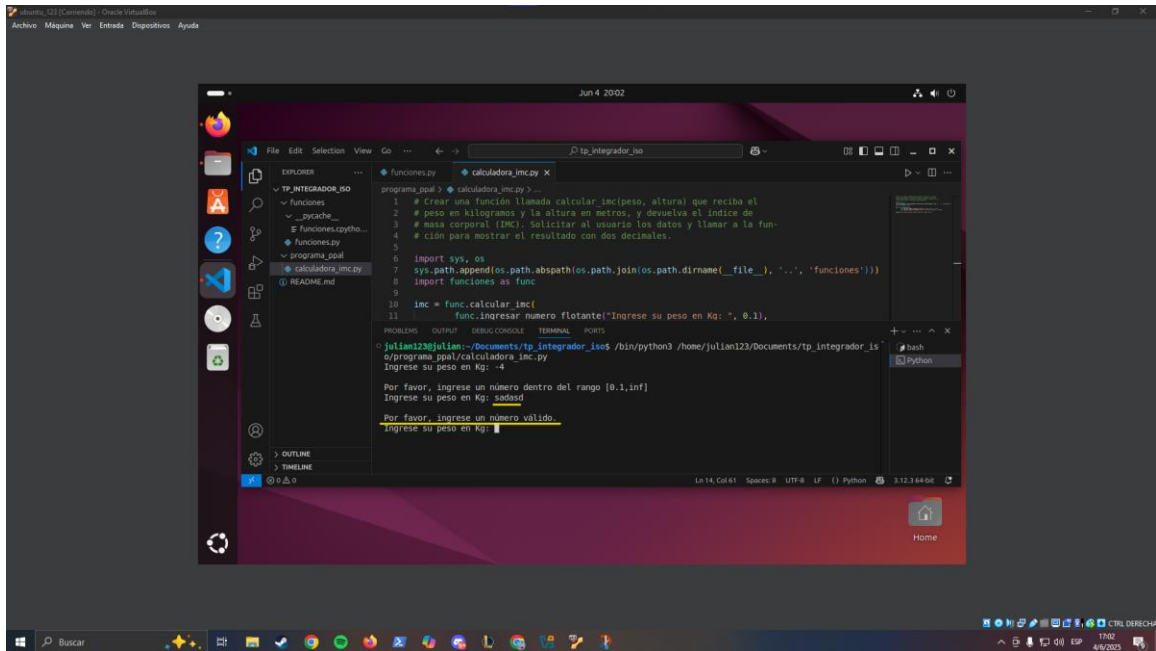 ubuntu_123 [Corriendo] - Oracle VirtualBox
Archivo Máquina Ver Entrada Dispositivos Ayuda
Jun 4 20:02
File Edit Selection View Go ··· tp_integrador_iso
EXPLORER ···
TP_INTEGRADOR_ISO
funciones
__pycache__
funciones.cpytho...
funciones.py
programa_ppal
calculadora_imc.py
README.md
OUTLINE
TIMELINE
funciones.py calculadora_imc.py
programa_ppal > calculadora_imc.py > ...
1 # Crear una función llamada calcular_imc(peso, altura) que reciba el
2 # peso en kilogramos y la altura en metros, y devuelva el índice de
3 # masa corporal (IMC). Solicitar al usuario los datos y llamar a la fun-
4 # ción para mostrar el resultado con dos decimales.
5
6 import sys, os
7 sys.path.append(os.path.abspath(os.path.join(os.path.dirname(__file__), '..', 'funciones')))
8 import funciones as func
9
10 imc = func.calcular_imc(
11 func.ingresar_numero_flotante("Ingrese su peso en Kg: ", 0.1),
PROBLEMS OUTPUT DEBUG CONSOLE TERMINAL PORTS
julian123@julian:~/Documents/tp_integrador_iso$ /bin/python3 /home/julian123/Documents/tp_integrador_is
o/programa_ppal/calculadora_imc.py
Ingrese su peso en Kg: -4
Por favor, ingrese un número dentro del rango [0.1,inf]
Ingrese su peso en Kg: sadasd
Por favor, ingrese un número válido.
Ingrese su peso en Kg:
bash
Python
0 0 Ln 14, Col 61 Spaces: 8 UTF-8 LF () Python 3.12.3 64-bit
Home
CTRL DERECHA
Buscar
ESP
17:02
4/6/2025